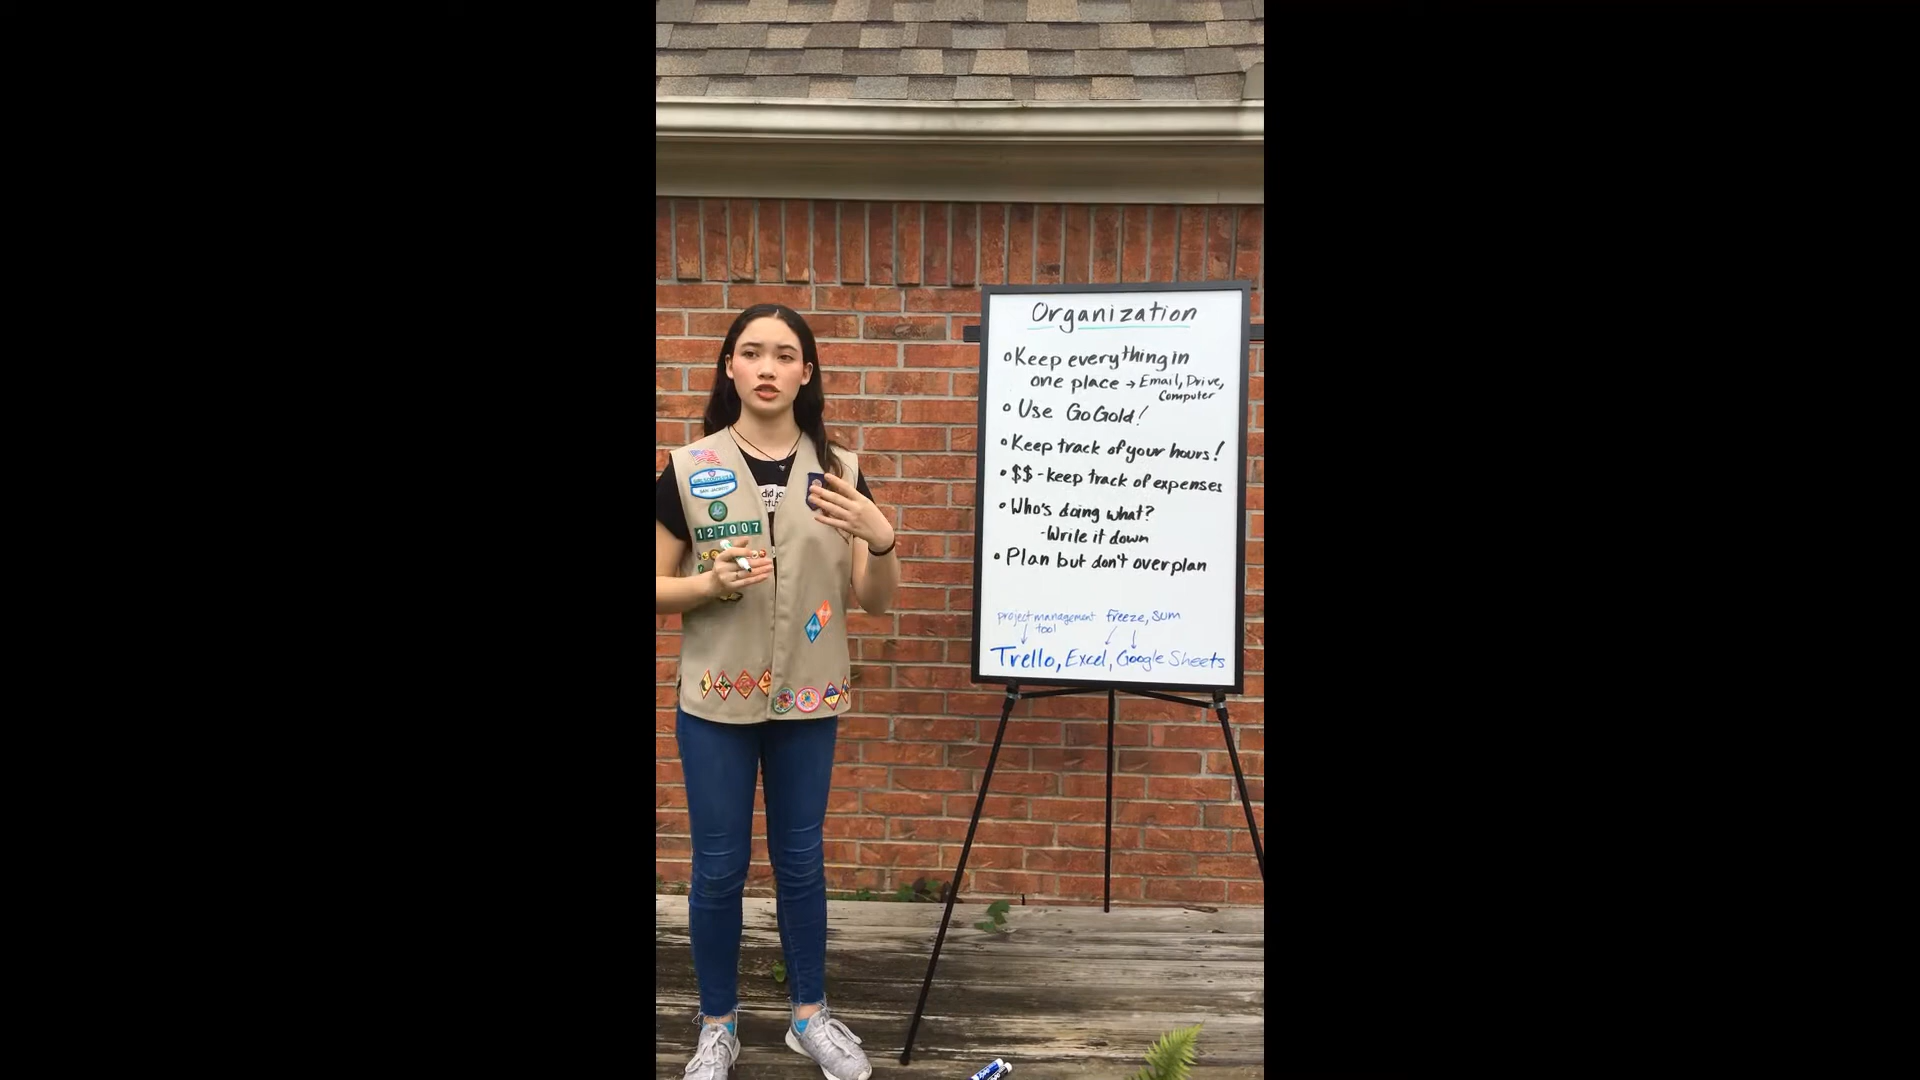 Organization
Keep everything in
one place → Email, Drive,
Computer
Use GoGold!
Keep track of your hours!
$$ - keep track of expenses
Who's doing what?
- Write it down
Plan but don't overplan
project management freeze, sum
tool
Trello, Excel, Google Sheets
127007